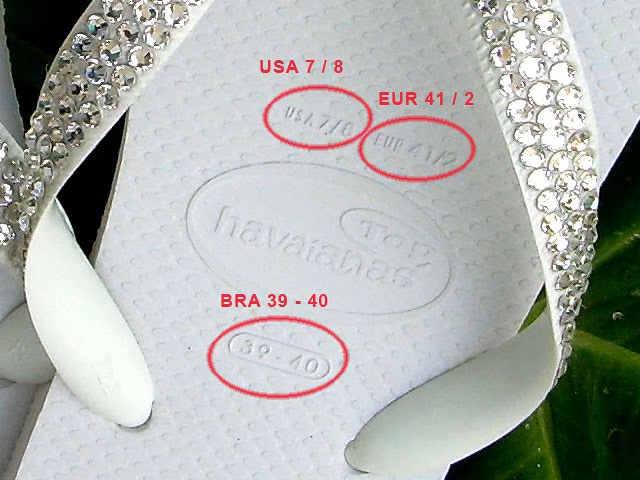 USA 7 / 8
EUR 41 / 2
USA 7/8
EUR 41/2
TOP
havaianas
BRA 39 - 40
39 - 40